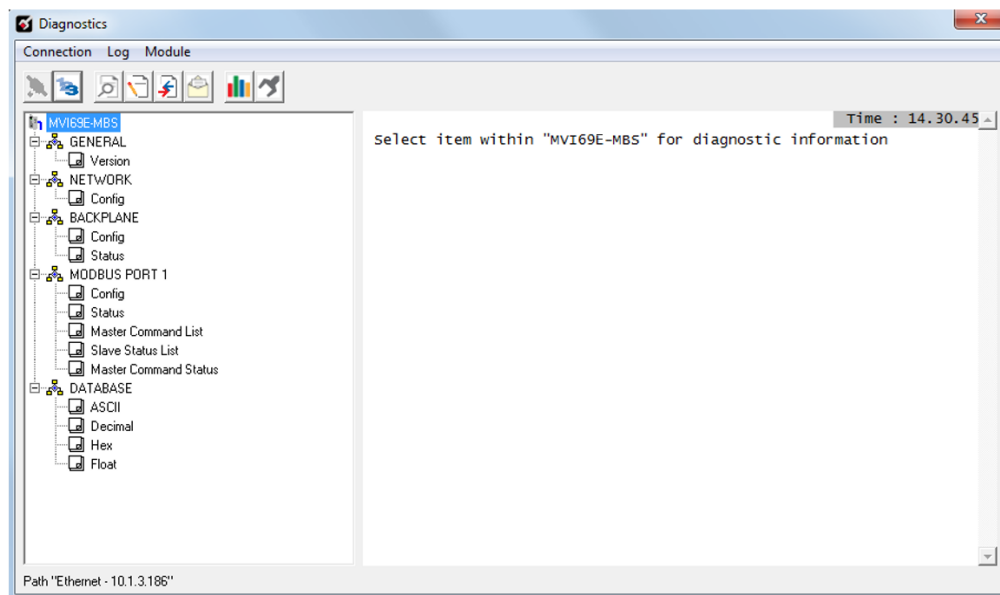 Diagnostics
Connection Log Module
MVI69E-MBS
GENERAL
Version
NETWORK
Config
BACKPLANE
Config
Status
MODBUS PORT 1
Config
Status
Master Command List
Slave Status List
Master Command Status
DATABASE
ASCII
Decimal
Hex
Float
Time : 14.30.45
Select item within "MVI69E-MBS" for diagnostic information
Path "Ethernet - 10.1.3.186"